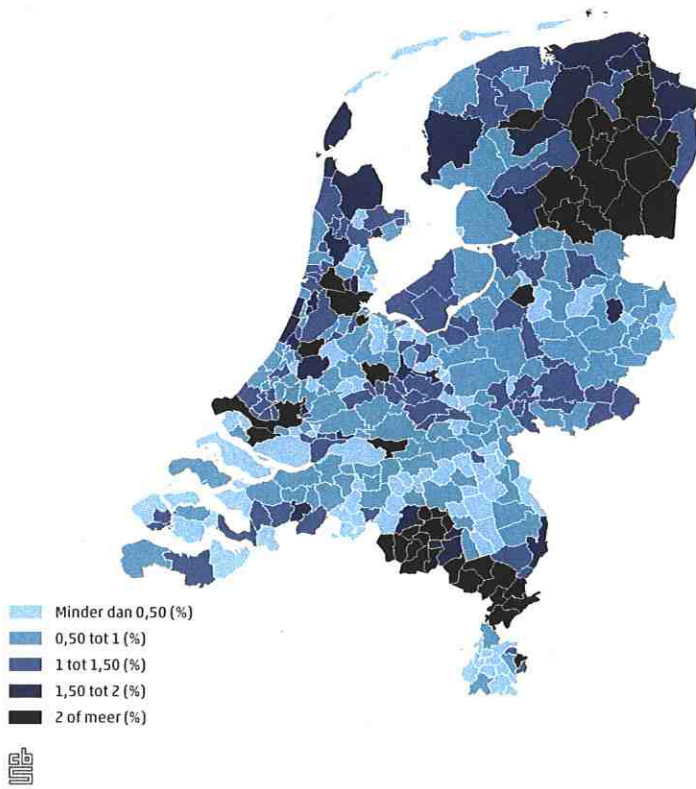 Minder dan 0,50 (%)
0,50 tot 1 (%)
1 tot 1,50 (%)
1,50 tot 2 (%)
2 of meer (%)
cbs